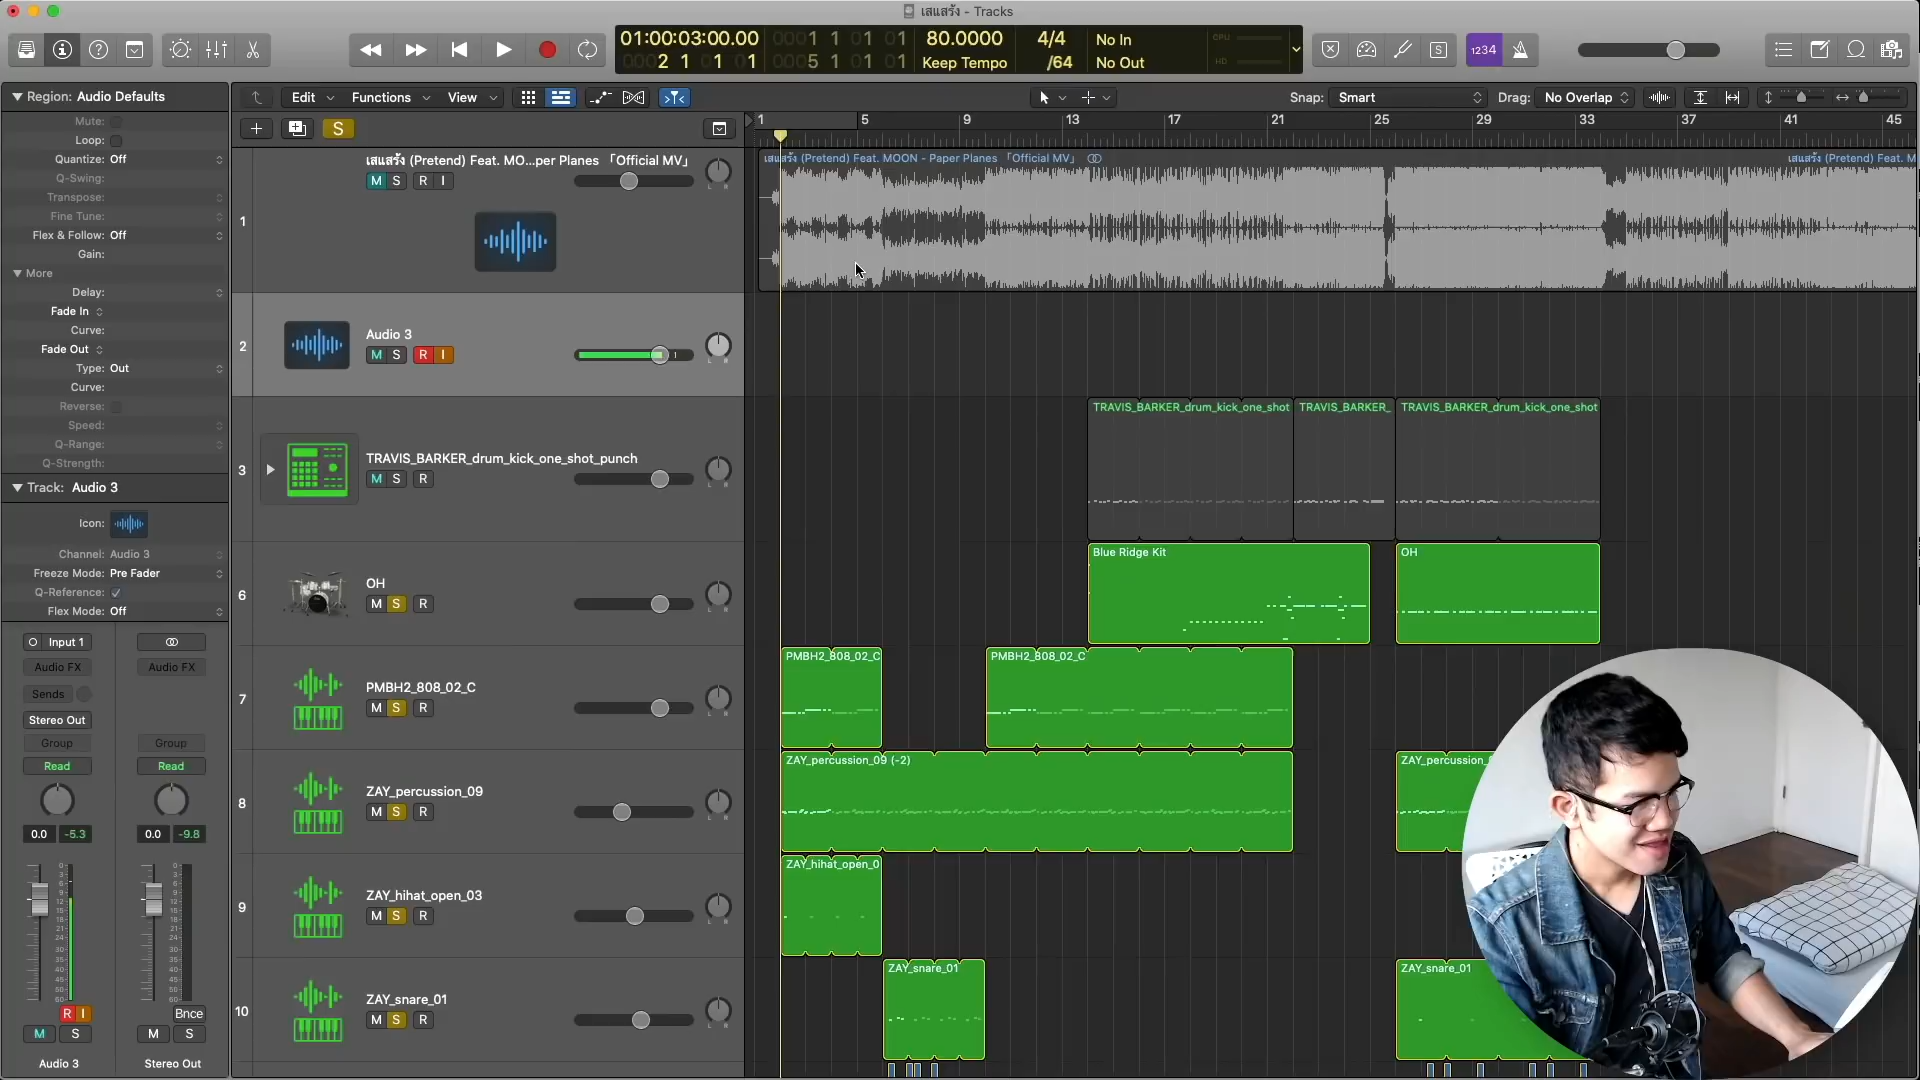 เสแสร้ง - Tracks
01:00:03:00.00
0001 1 01 01
80.0000
4/4
No In
CPU
0002 1 01 1
0005 1 01 01
Keep Tempo
/64
No Out
HD
S
1234
Region: Audio Defaults
Edit
Functions
View
Snap: Smart
Drag: No Overlap
Mute:
Loop:
Quantize: Off
Q-Swing:
Transpose:
Fine Tune:
Flex & Follow: Off
Gain:
More
Delay:
Fade In
Curve:
Fade Out
Type: Out
Curve:
Reverse:
Speed:
Q-Range:
Q-Strength:
Track: Audio 3
Icon:
Channel: Audio 3
Freeze Mode: Pre Fader
Q-Reference:
Flex Mode: Off
Input 1
Audio FX
Audio FX
Sends
Stereo Out
Group
Group
Read
Read
0.0 -5.3
0.0 -9.8
R I
Bnce
M S
M S
Audio 3
Stereo Out
S
1 5 9 13 17 21 25 29 33 37 41 45
1
เสแสร้ง (Pretend) Feat. MO...per Planes 「Official MV」
M S R I
L R
เสแสร้ง (Pretend) Feat. MOON - Paper Planes 「Official MV」
เสแสร้ง (Pretend) Feat. M
2
Audio 3
M S R I
L R
3
TRAVIS_BARKER_drum_kick_one_shot_punch
M S R
L R
TRAVIS_BARKER_drum_kick_one_shot
TRAVIS_BARKER_
TRAVIS_BARKER_drum_kick_one_shot
6
OH
M S R
L R
Blue Ridge Kit
OH
7
PMBH2_808_02_C
M S R
L R
PMBH2_808_02_C
PMBH2_808_02_C
8
ZAY_percussion_09
M S R
L R
ZAY_percussion_09 (-2)
ZAY_percussion_
9
ZAY_hihat_open_03
M S R
L R
ZAY_hihat_open_0
10
ZAY_snare_01
M S R
L R
ZAY_snare_01
ZAY_snare_01